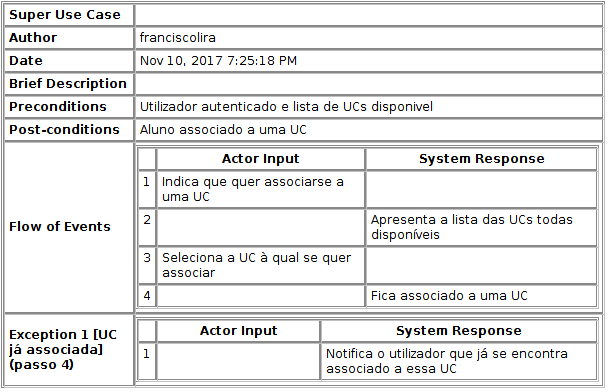 Super Use Case
Author franciscolira
Date Nov 10, 2017 7:25:18 PM
Brief Description
Preconditions Utilizador autenticado e lista de UCs disponivel
Post-conditions Aluno associado a uma UC
Flow of Events
Actor Input System Response
1 Indica que quer associarse a
uma UC
2 Apresenta a lista das UCs todas
disponíveis
3 Seleciona a UC à qual se quer
associar
4 Fica associado a uma UC
Exception 1 [UC
já associada]
(passo 4)
Actor Input System Response
1 Notifica o utilizador que já se encontra
associado a essa UC